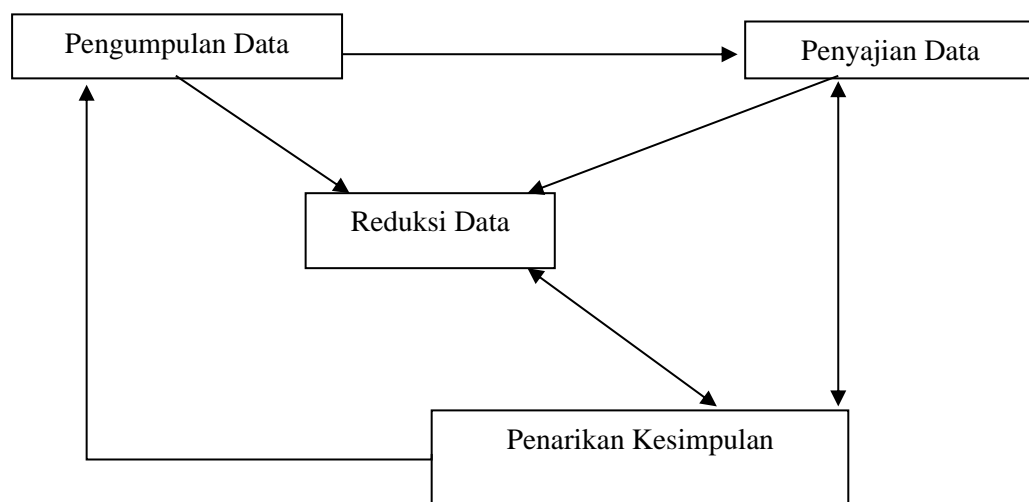 Pengumpulan Data
Penyajian Data
Reduksi Data
Penarikan Kesimpulan